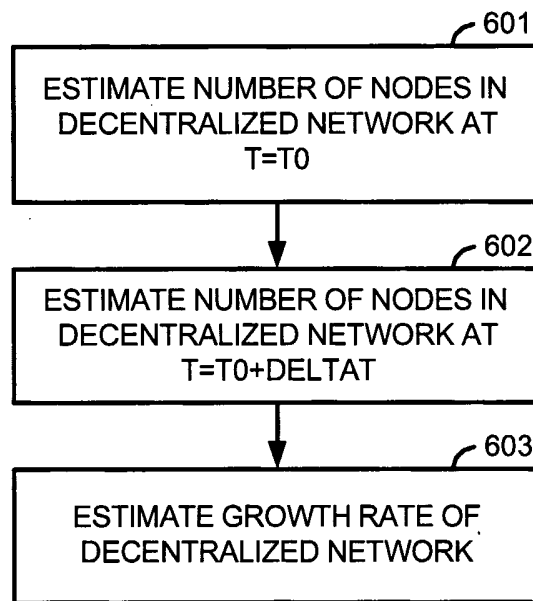 601
ESTIMATE NUMBER OF NODES IN
DECENTRALIZED NETWORK AT
T=T0
602
ESTIMATE NUMBER OF NODES IN
DECENTRALIZED NETWORK AT
T=T0+DELTAT
603
ESTIMATE GROWTH RATE OF
DECENTRALIZED NETWORK